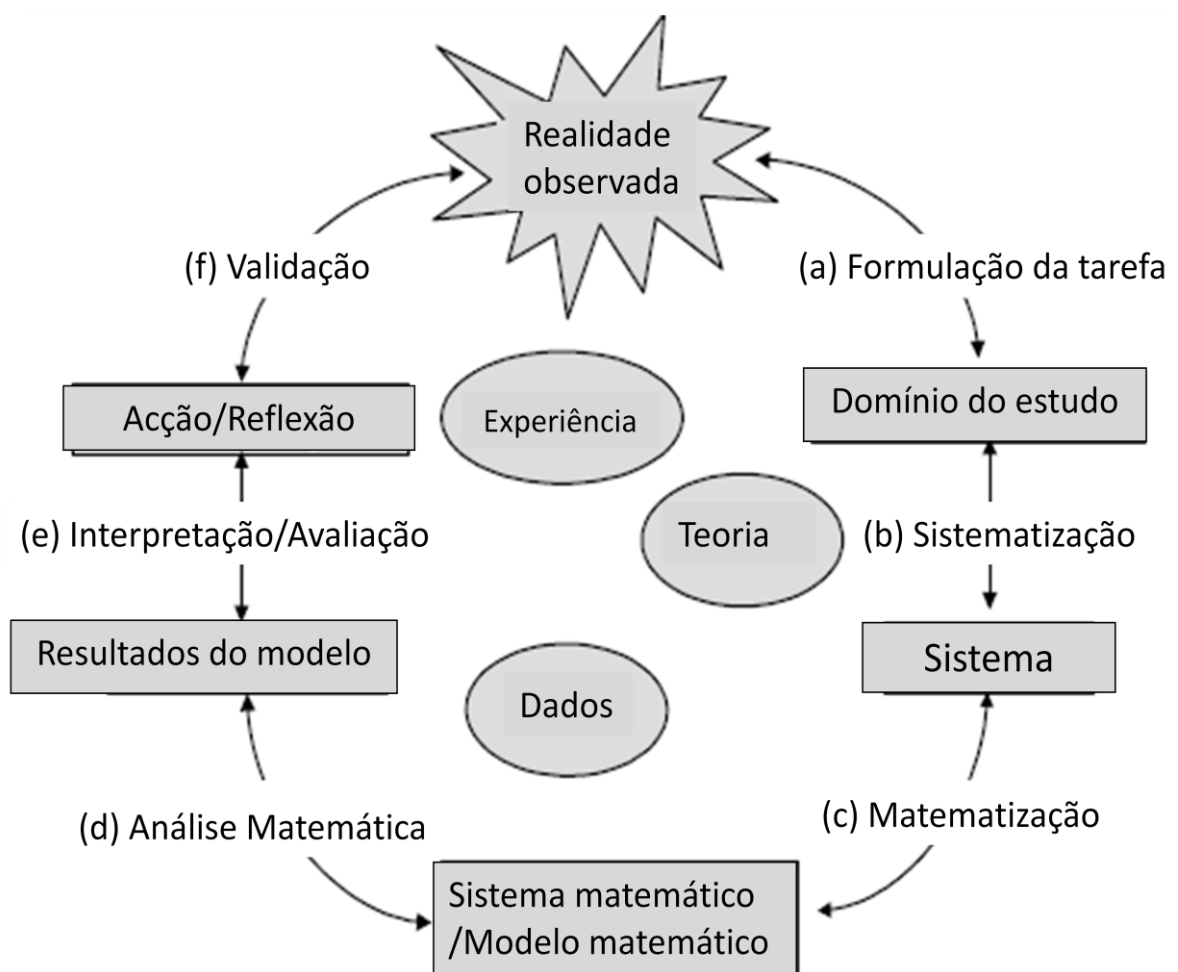 Realidade
observada
(f) Validação
(a) Formulação da tarefa
Acção/Reflexão
Experiência
Domínio do estudo
(e) Interpretação/Avaliação
Teoria
(b) Sistematização
Resultados do modelo
Dados
Sistema
(d) Análise Matemática
(c) Matematização
Sistema matemático
/Modelo matemático